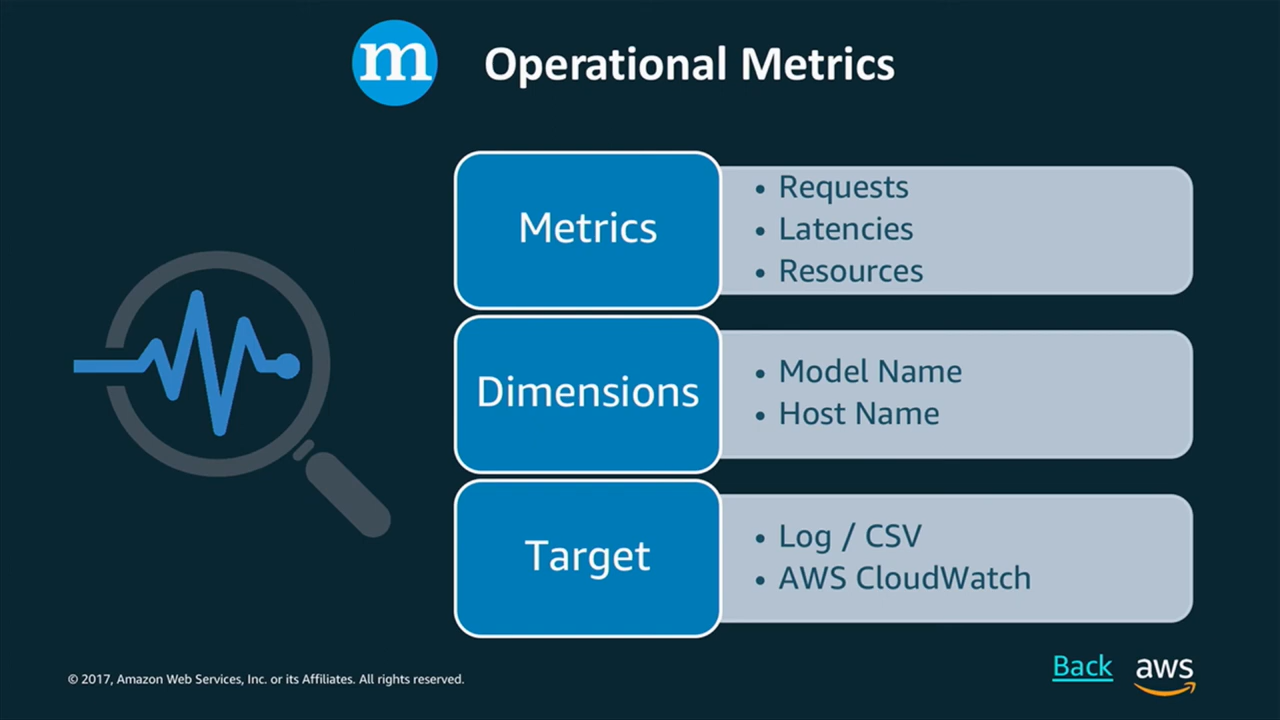 m Operational Metrics
Metrics
• Requests
• Latencies
• Resources
Dimensions
• Model Name
• Host Name
Target
• Log / CSV
• AWS CloudWatch
© 2017, Amazon Web Services, Inc. or its Affiliates. All rights reserved.
Back
aws